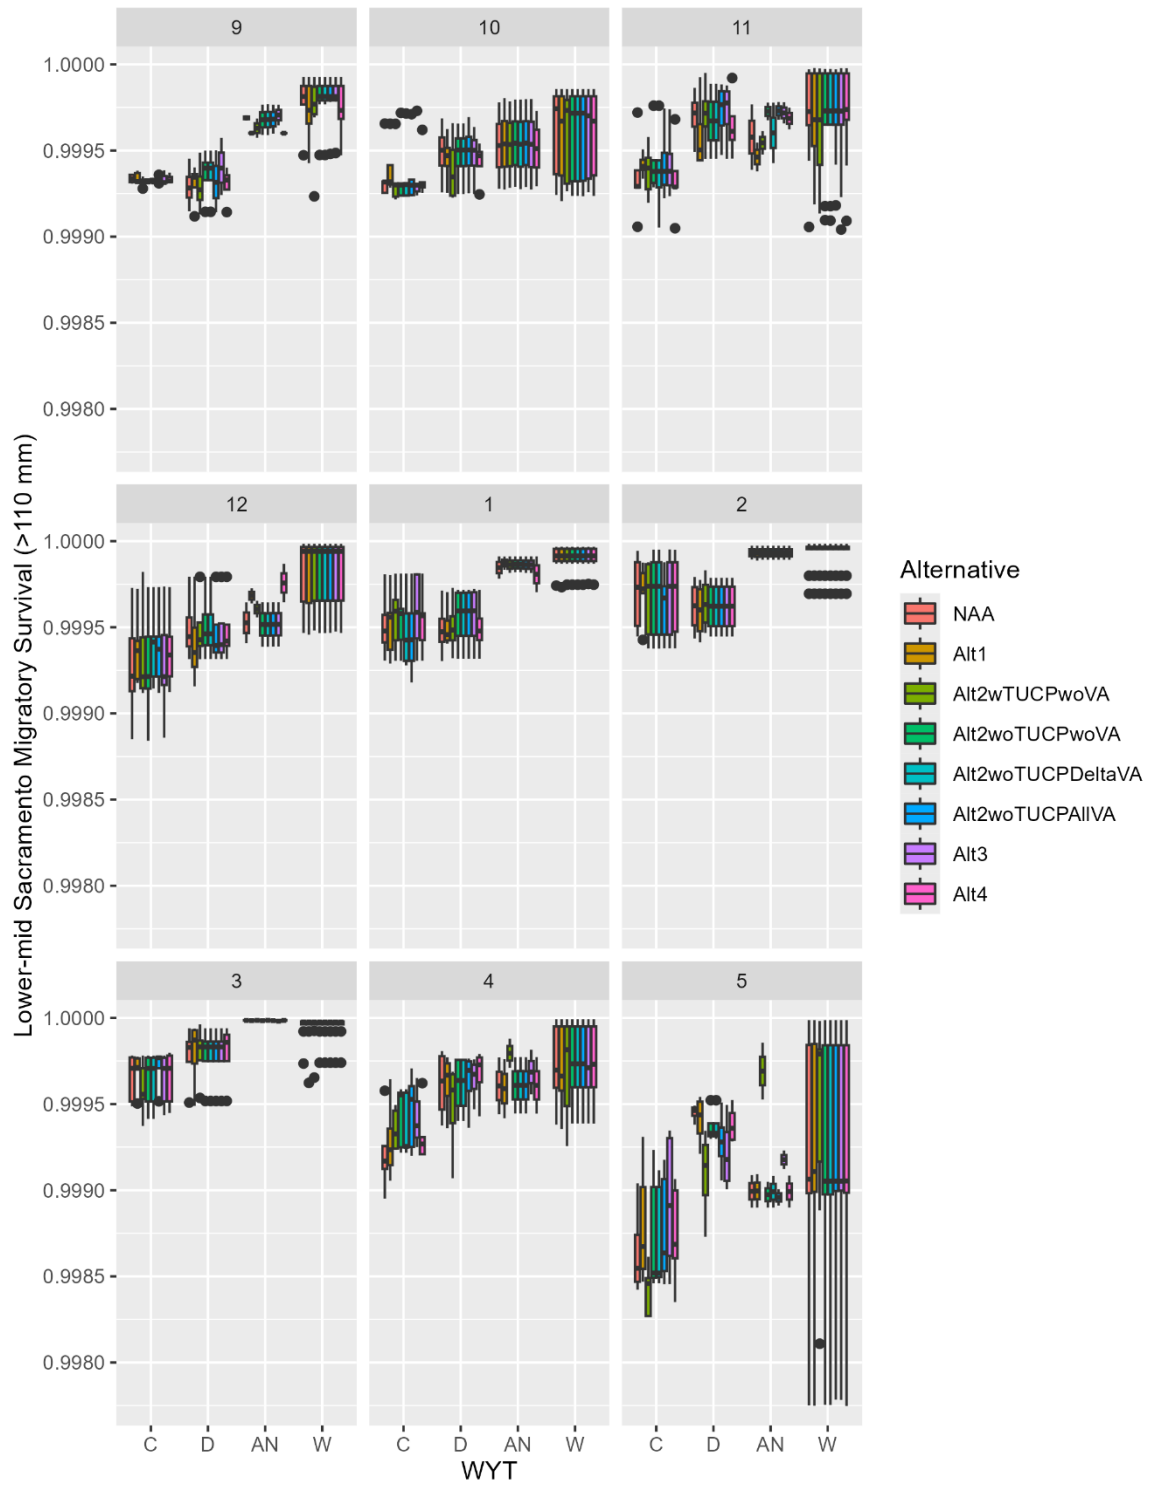 9 10 11
1.0000
0.9995
0.9990
0.9985
0.9980
12 1 2
1.0000
0.9995
0.9990
0.9985
0.9980
3 4 5
1.0000
0.9995
0.9990
0.9985
0.9980
C D AN W C D AN W C D AN W
WYT
Lower-mid Sacramento Migratory Survival (>110 mm)
Alternative
NAA
Alt1
Alt2wTUCPwoVA
Alt2woTUCPwoVA
Alt2woTUCPDeltaVA
Alt2woTUCPAllVA
Alt3
Alt4